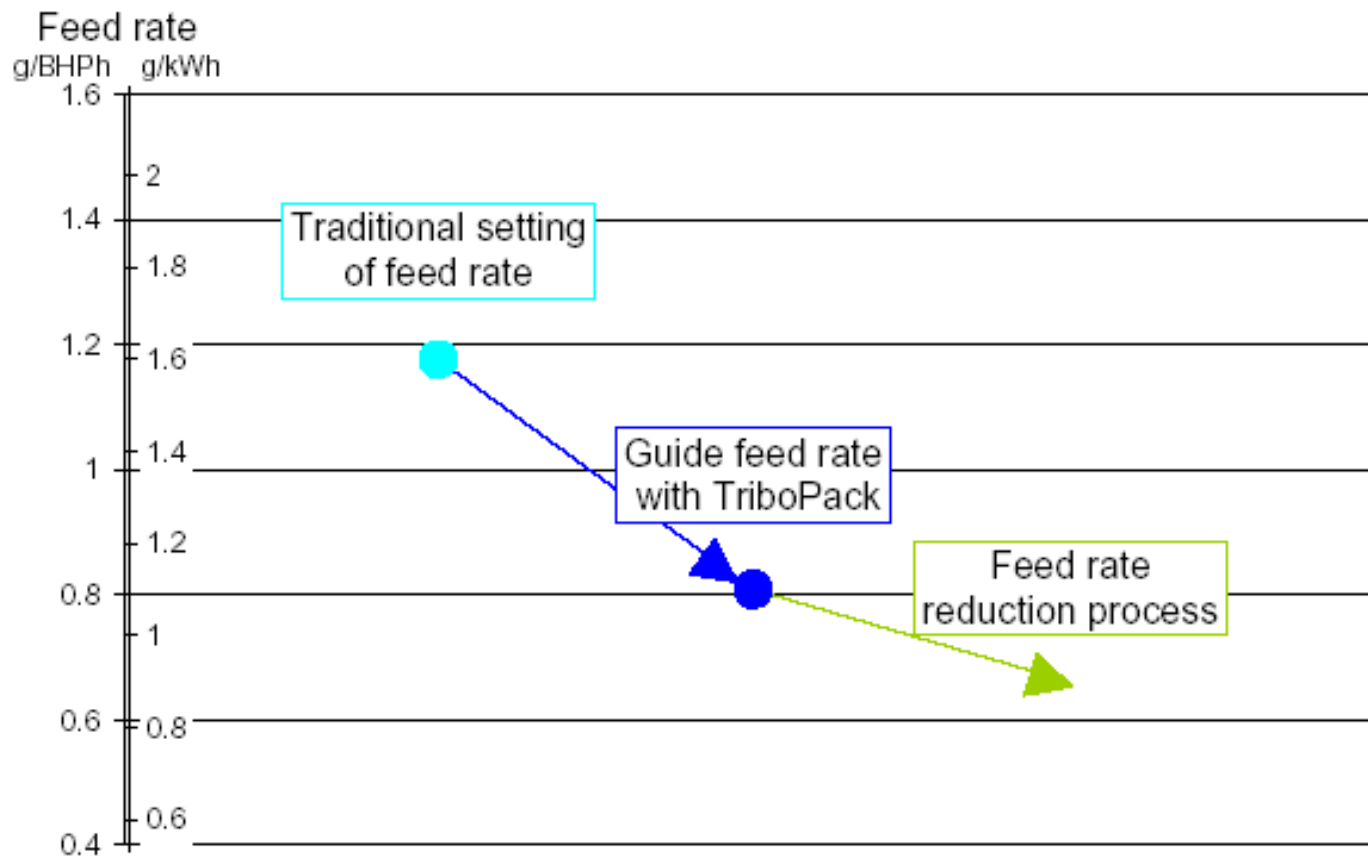 Feed rate
g/BHPh g/kWh
1.6
2
1.4
Traditional setting
of feed rate
1.8
1.2
1.6
Guide feed rate
with TriboPack
1.4
1
1.2
Feed rate
reduction process
0.8
1
0.6
0.8
0.6
0.4